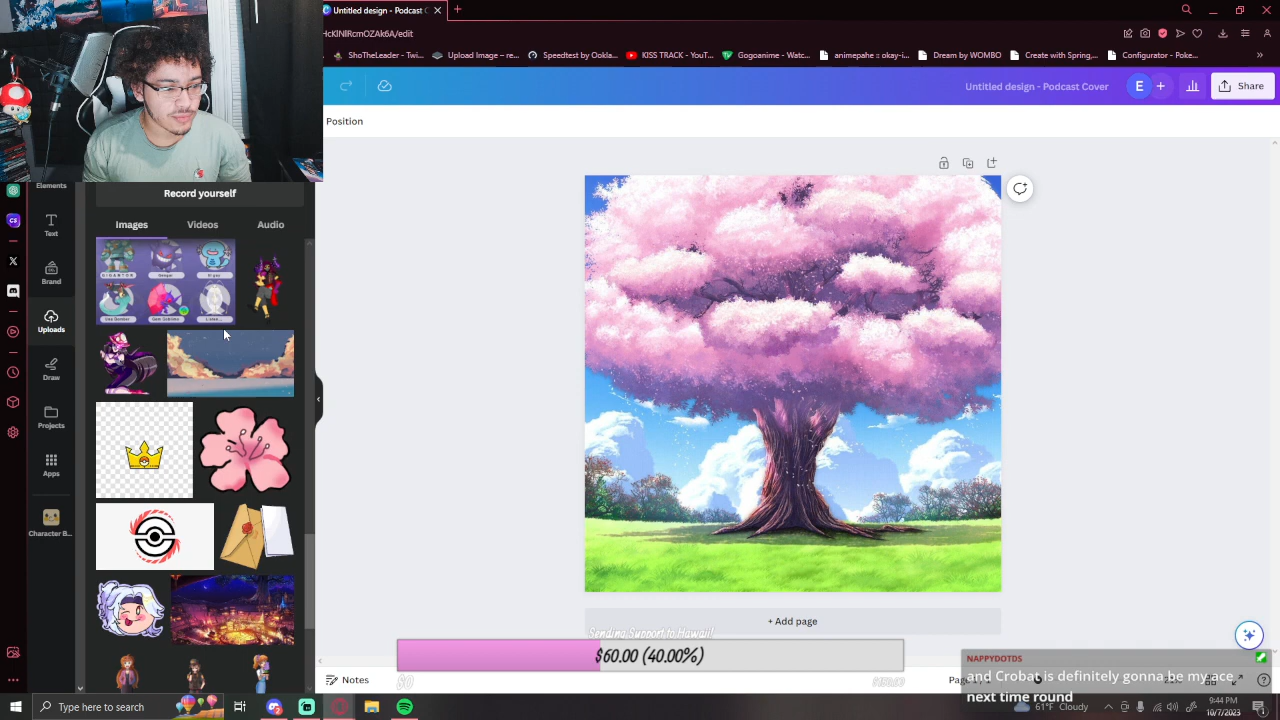 Untitled design - Podcast C
HcKlNlRcmOZAk6A/edit
ShoTheLeader - Twi...
Upload Image – re...
Speedtest by Ookla...
KISS TRACK - YouT...
Gogoanime - Watc...
animepahe :: okay-i...
Dream by WOMBO
Create with Spring,...
Configurator - Poke...
Untitled design - Podcast Cover
E
Share
Position
Elements
Text
Brand
Uploads
Draw
Projects
Apps
Character B...
Record yourself
Images
Videos
Audio
+ Add page
Sending Support to Hawaii!
$60.00 (40.00%)
$0
Notes
NAPPYDOTDS
and Crobat is definitely gonna be my ace
next time round
Type here to search
61°F Cloudy
9:44 PM
10/7/2023